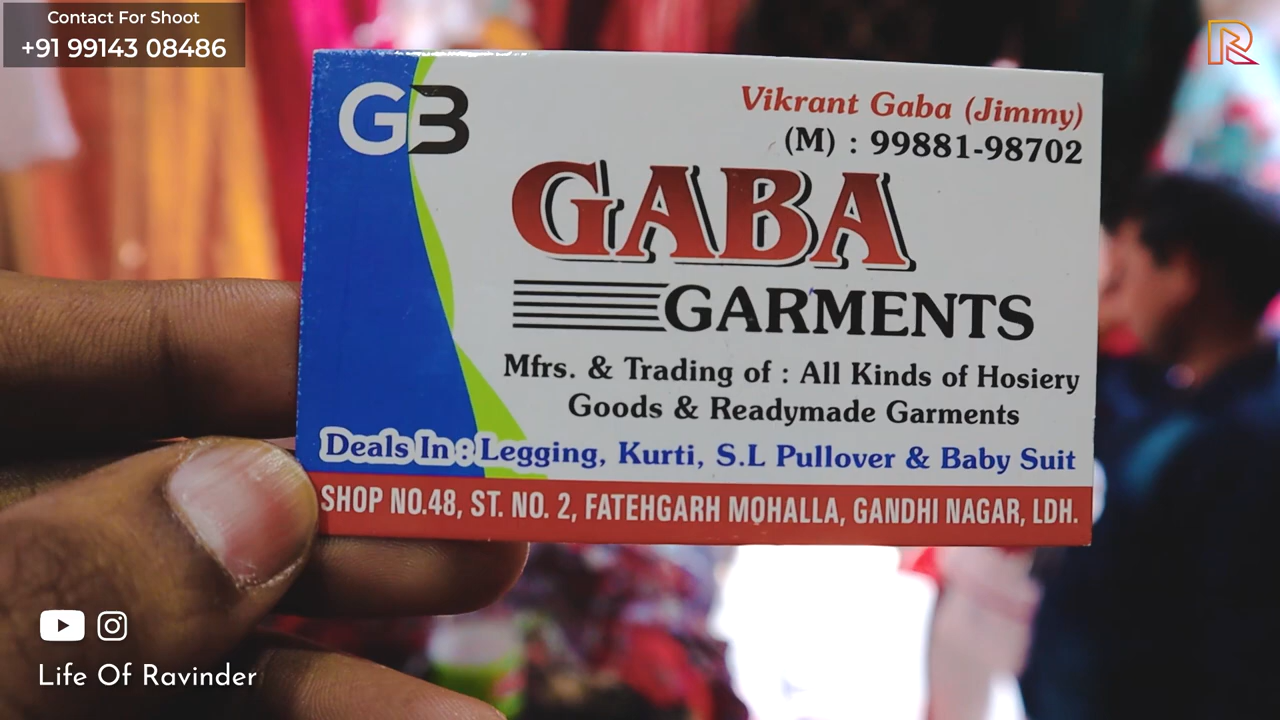 Contact For Shoot
+91 99143 08486
R
GB
Vikrant Gaba (Jimmy)
(M) : 99881-98702
GABA
GARMENTS
Mfrs. & Trading of : All Kinds of Hosiery
Goods & Readymade Garments
Deals In : Legging, Kurti, S.L Pullover & Baby Suit
SHOP NO.48, ST. NO. 2, FATEHGARH MOHALLA, GANDHI NAGAR, LDH.
Life Of Ravinder